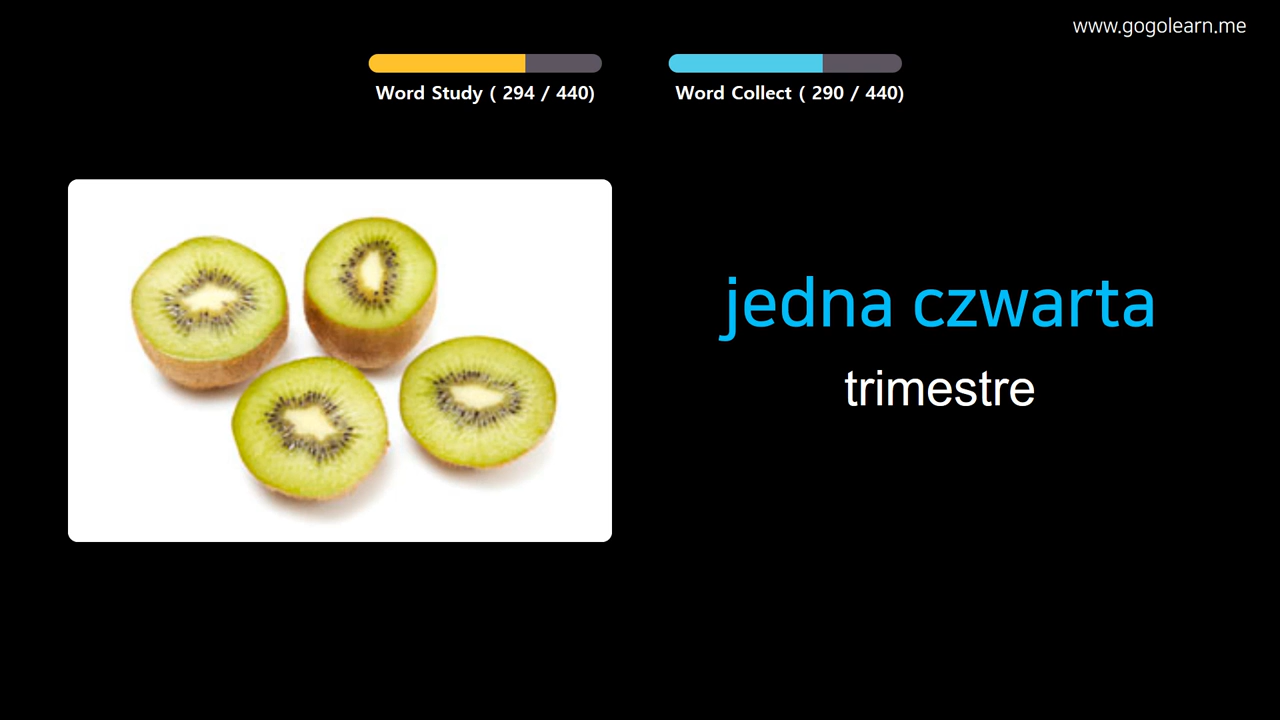 www.gogolearn.me
Word Study ( 294 / 440)
Word Collect ( 290 / 440)
jedna czwarta
trimestre